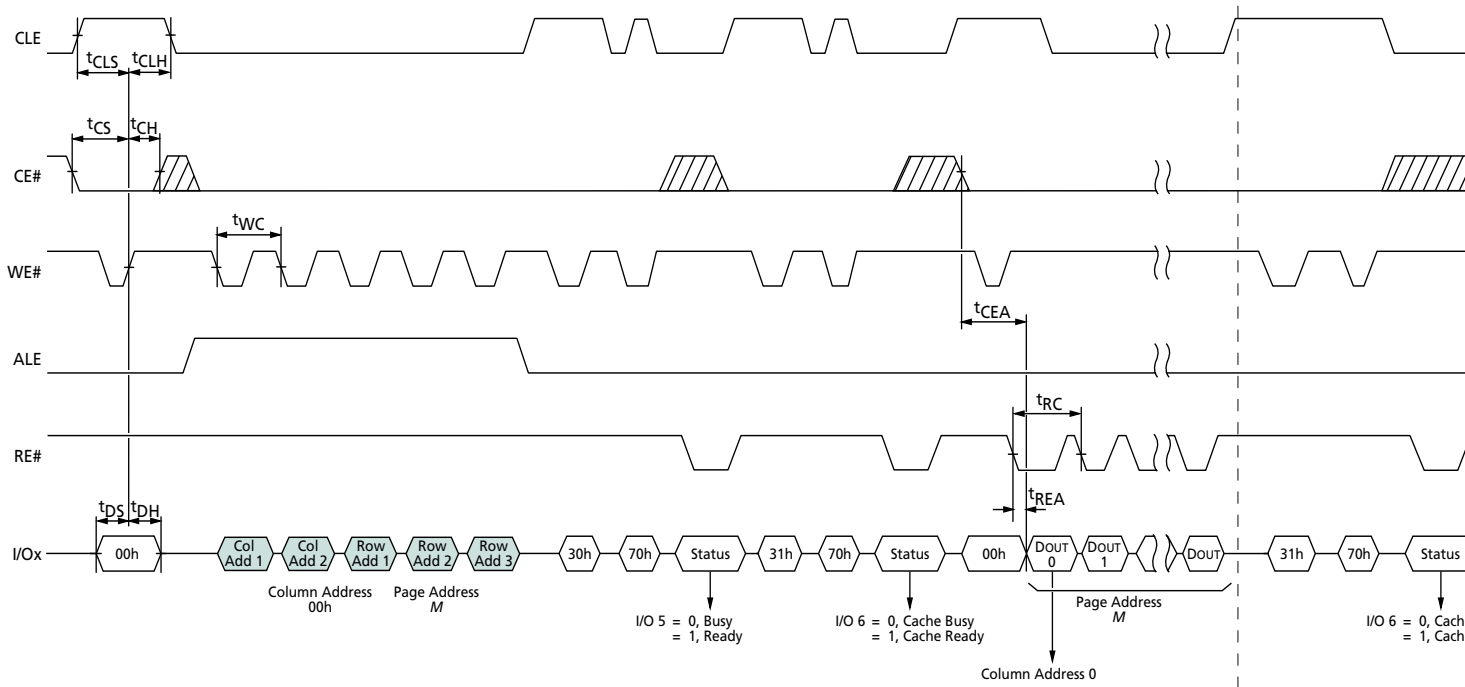 CLE
tCLS tCLH
tCS tCH
CE#
tWC
WE#
tCEA
ALE
tRC
RE#
tREA
tDS tDH
I/Ox
00h
Col Add 1
Col Add 2
Row Add 1
Row Add 2
Row Add 3
30h
70h
Status
31h
70h
Status
00h
DOUT 0
DOUT 1
DOUT
31h
70h
Status
Column Address 00h
Page Address M
I/O 5 = 0, Busy
= 1, Ready
I/O 6 = 0, Cache Busy
= 1, Cache Ready
Page Address M
Column Address 0
I/O 6 = 0, Cach
= 1, Cach